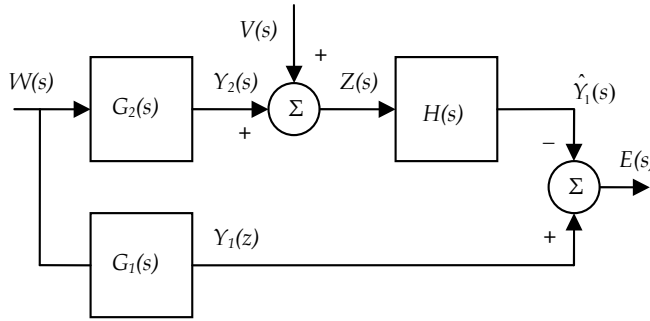 V(s)
+
W(s)
G₂(s)
Y₂(s)
+
Σ
Z(s)
H(s)
Ŷ₁(s)
−
Σ
E(s)
G₁(s)
Y₁(z)
+